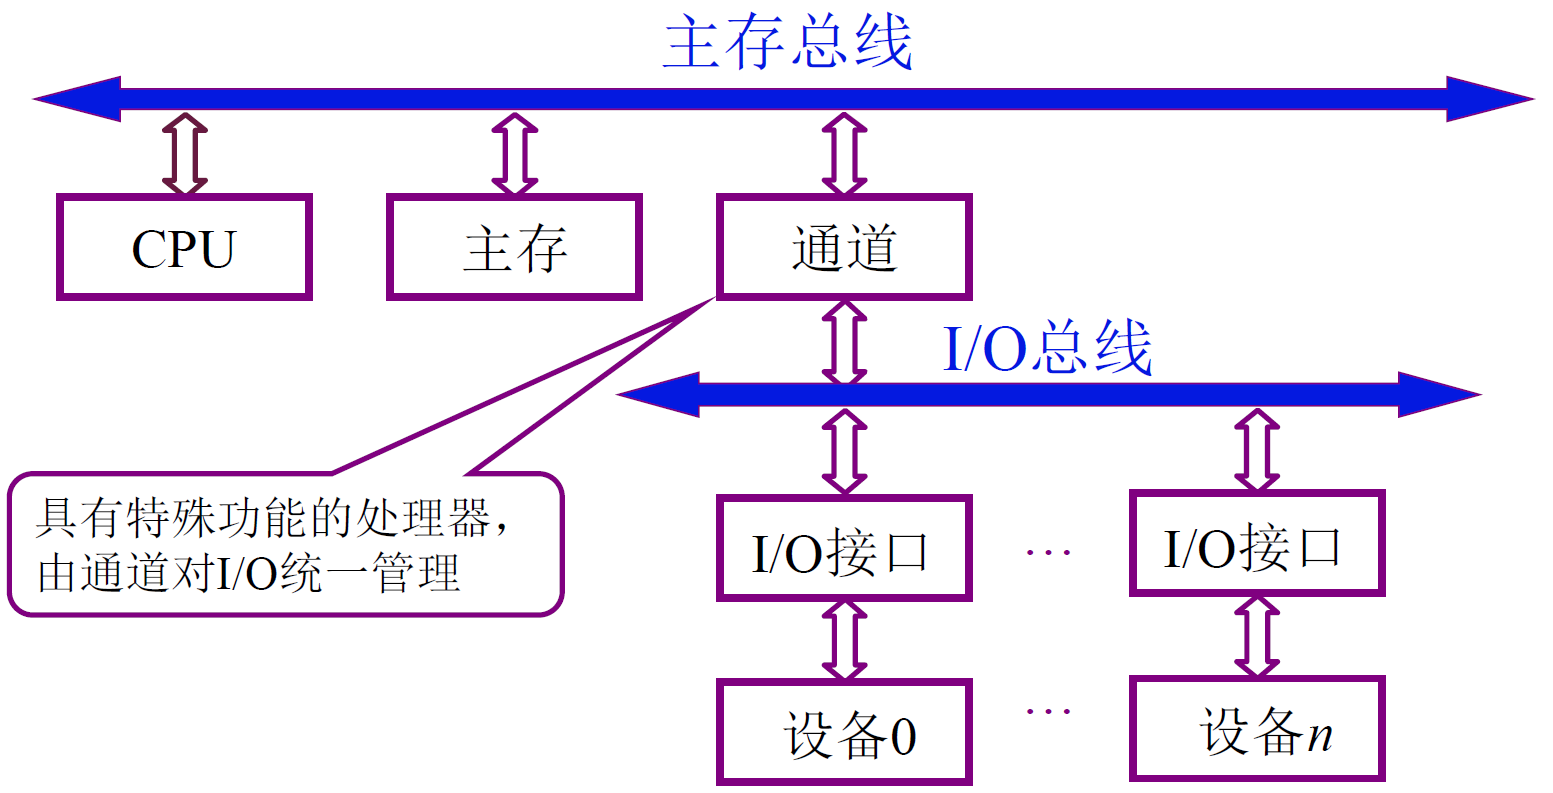 主存总线
CPU
主存
通道
I/O总线
具有特殊功能的处理器，
由通道对I/O统一管理
I/O接口
…
I/O接口
设备0
…
设备n